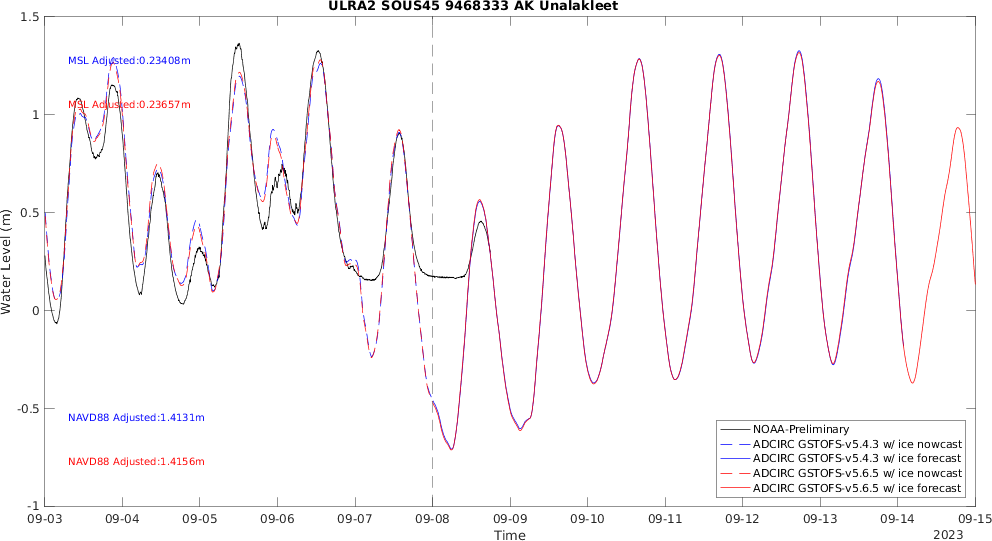 ULRA2 SOUS45 9468333 AK Unalakleet
1.5
MSL Adjusted:0.23408m
MSL Adjusted:0.23657m
1
0.5
Water Level (m)
0
-0.5
NAVD88 Adjusted:1.4131m
NAVD88 Adjusted:1.4156m
NOAA-Preliminary
ADCIRC GSTOFS-v5.4.3 w/ ice nowcast
ADCIRC GSTOFS-v5.4.3 w/ ice forecast
ADCIRC GSTOFS-v5.6.5 w/ ice nowcast
ADCIRC GSTOFS-v5.6.5 w/ ice forecast
-1
09-03 09-04 09-05 09-06 09-07 09-08 09-09 09-10 09-11 09-12 09-13 09-14 09-15
Time
2023